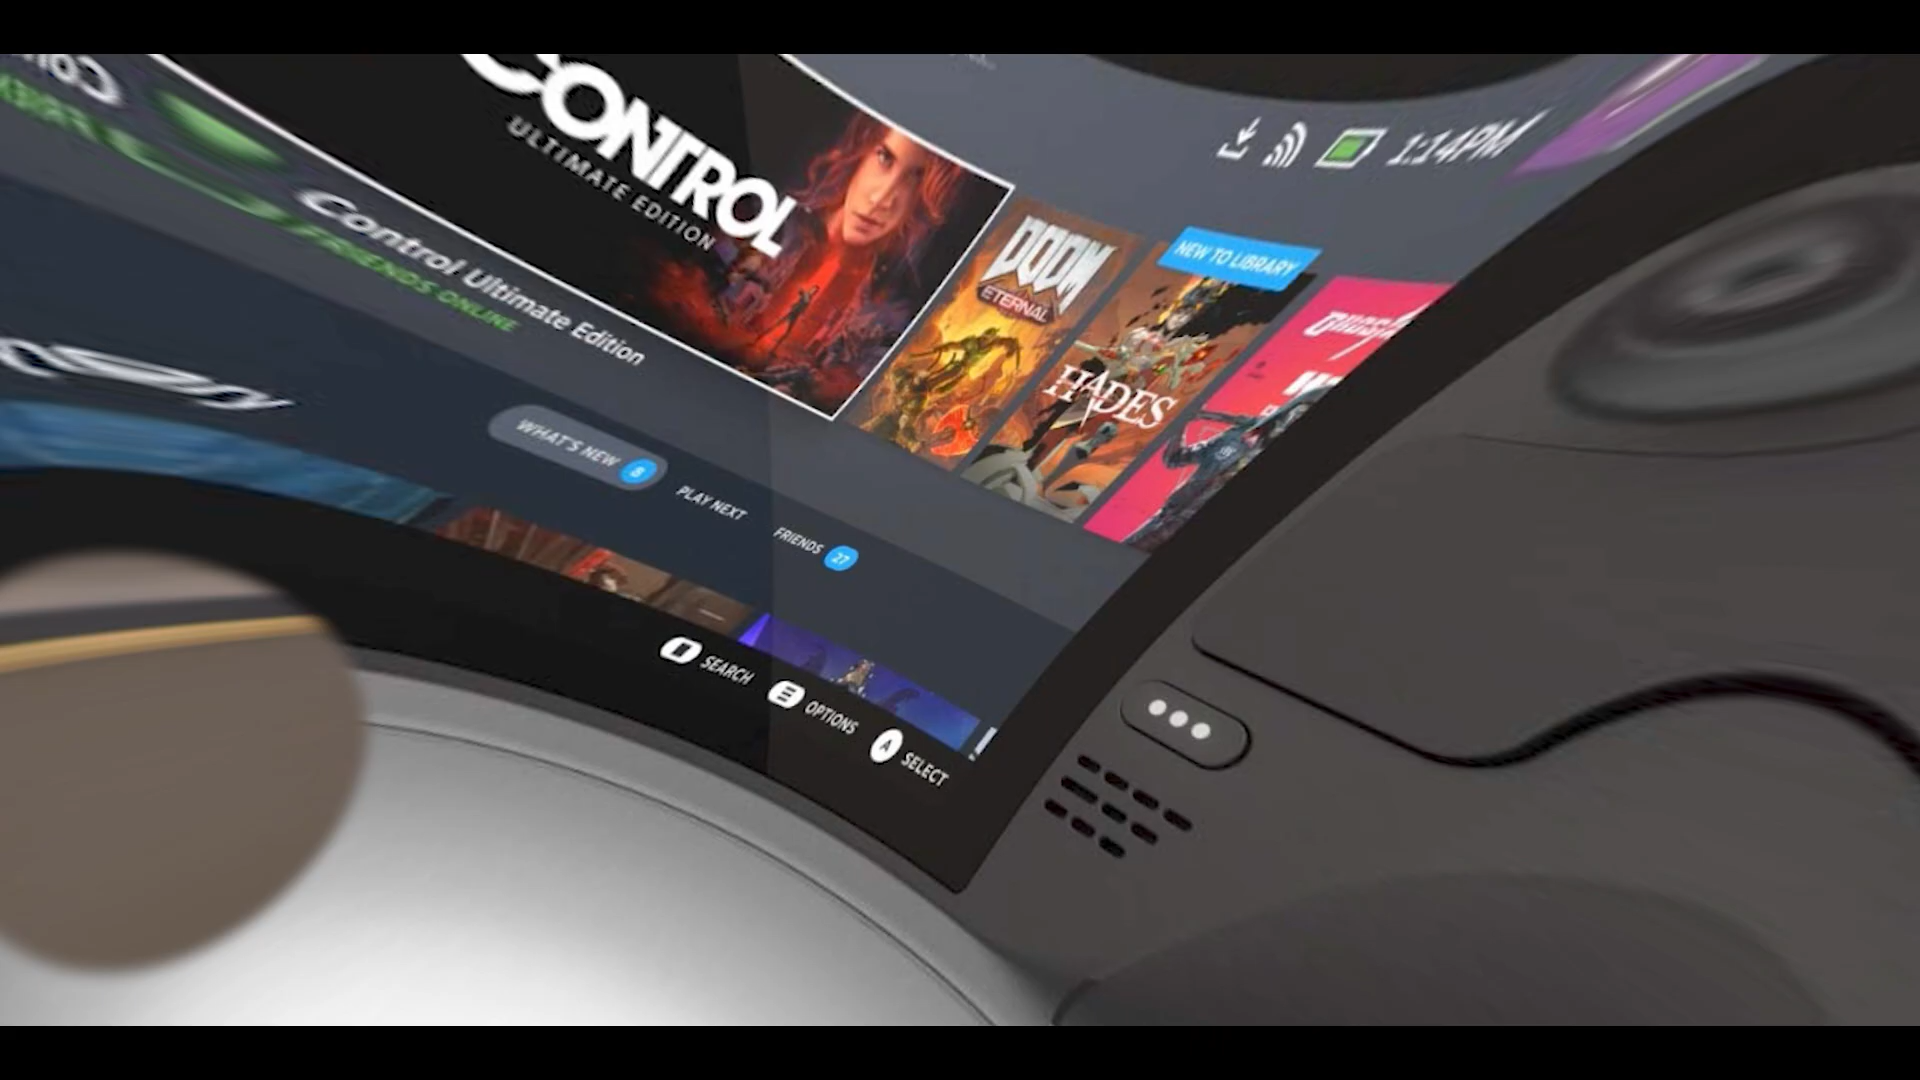 1:14PM
CONTROL
ULTIMATE EDITION
DOOM
ETERNAL
NEW TO LIBRARY
HADES
Control Ultimate Edition
FRIENDS ONLINE
WHAT'S NEW 8
PLAY NEXT
FRIENDS 27
SEARCH
OPTIONS
A SELECT